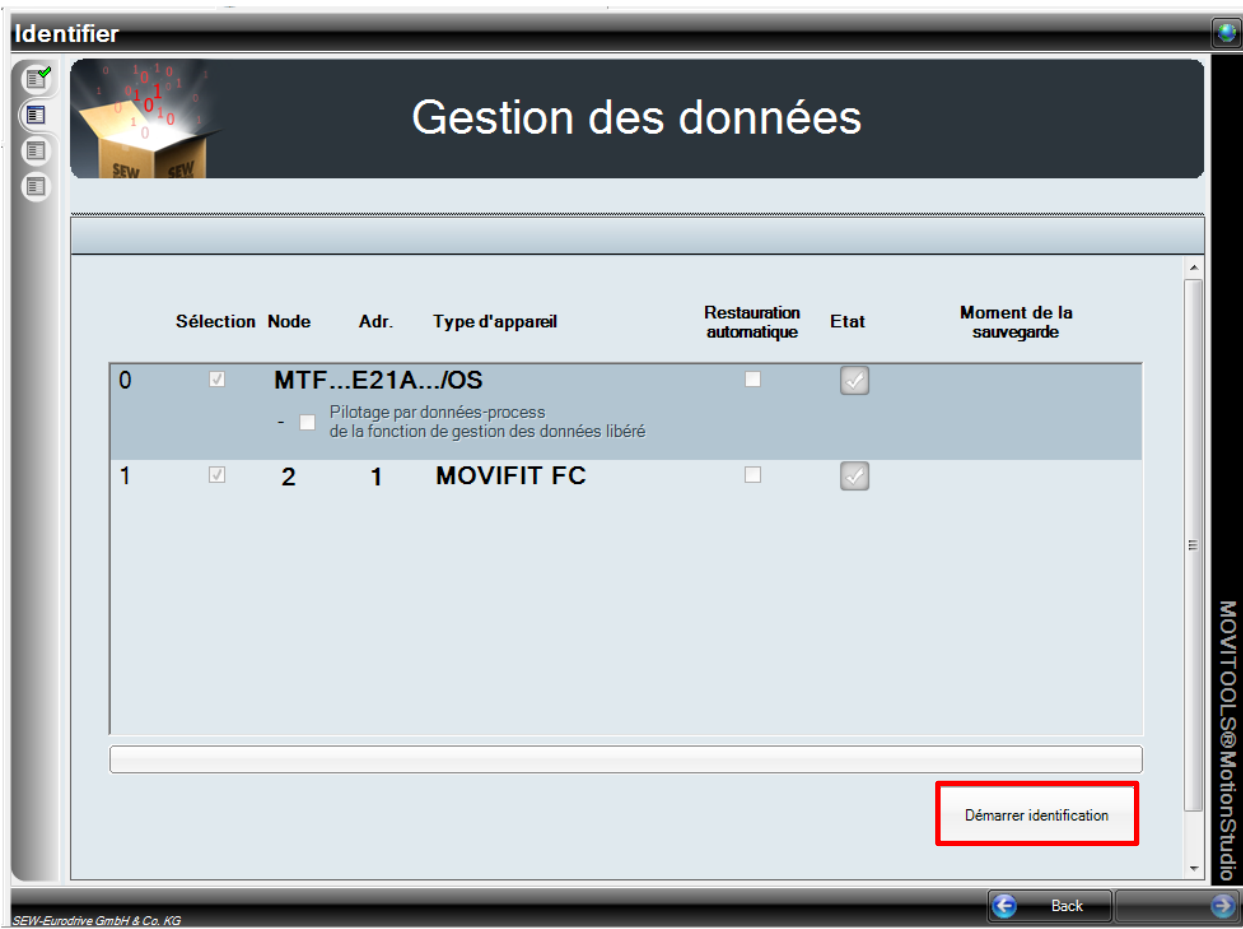 Identifier
SEW SEW
Gestion des données
Sélection Node Adr. Type d'appareil Restauration automatique Etat Moment de la sauvegarde
0 MTF...E21A.../OS
- Pilotage par données-process
de la fonction de gestion des données libéré
1 2 1 MOVIFIT FC
Démarrer identification
MOVITOOLS®MotionStudio
Back
SEW-Eurodrive GmbH & Co. KG